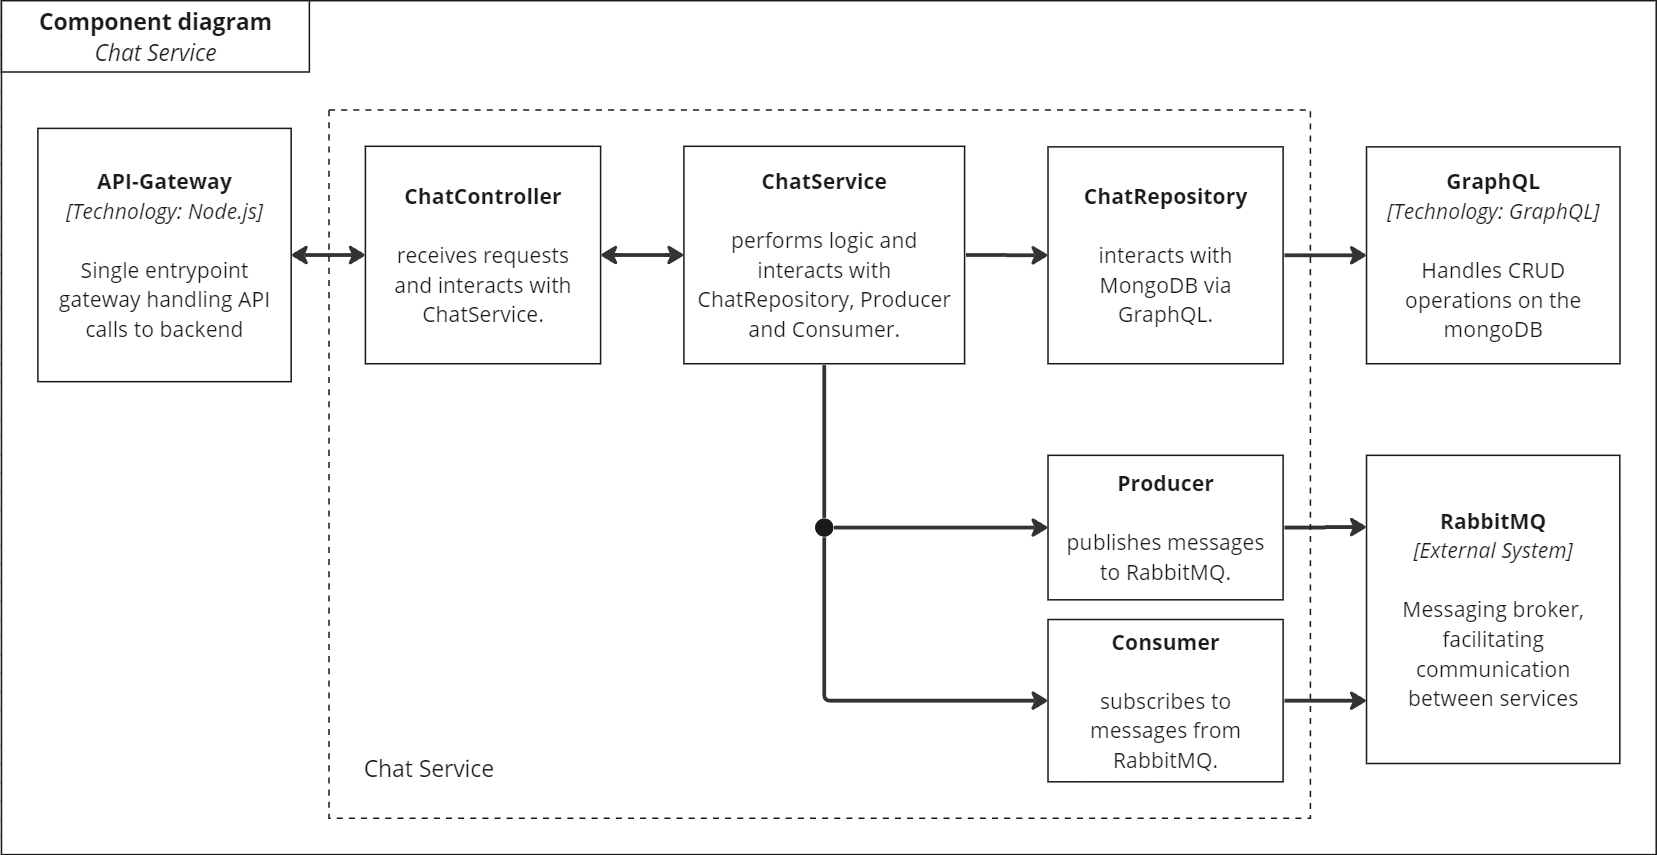 Component diagram
Chat Service
API-Gateway
[Technology: Node.js]
Single entrypoint
gateway handling API
calls to backend
ChatController
receives requests
and interacts with
ChatService.
ChatService
performs logic and
interacts with
ChatRepository, Producer
and Consumer.
ChatRepository
interacts with
MongoDB via
GraphQL.
GraphQL
[Technology: GraphQL]
Handles CRUD
operations on the
mongoDB
Producer
publishes messages
to RabbitMQ.
Consumer
subscribes to
messages from
RabbitMQ.
RabbitMQ
[External System]
Messaging broker,
facilitating
communication
between services
Chat Service